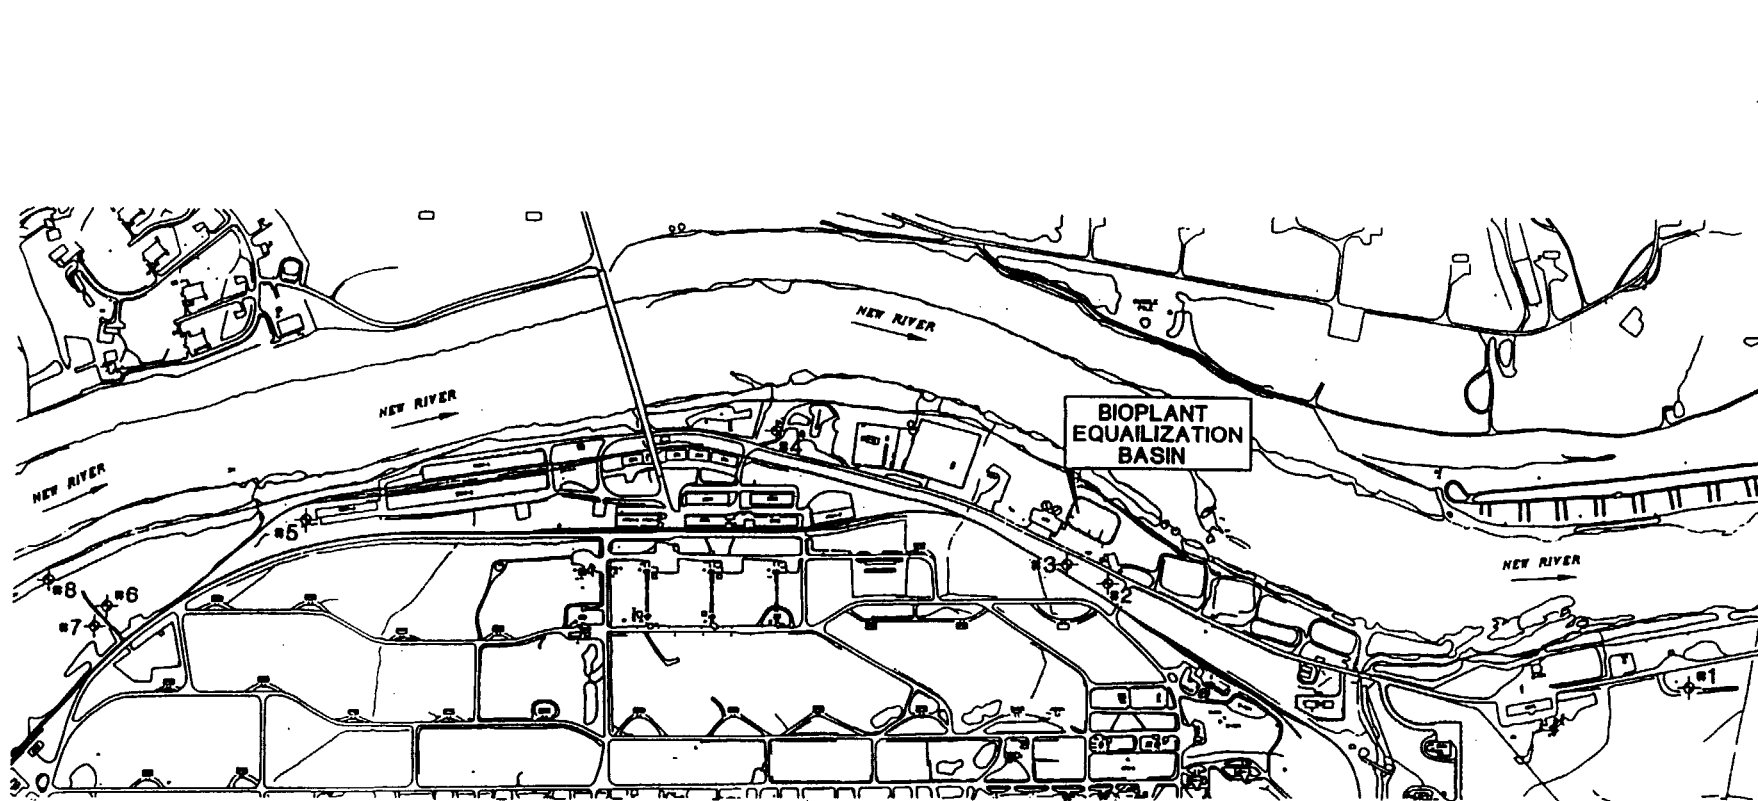 NEW RIVER
NEW RIVER
BIOPLANT
EQUAILIZATION
BASIN
NEW RIVER
NEW RIVER
#4
#5
#3
#2
#8
#6
#7
#1